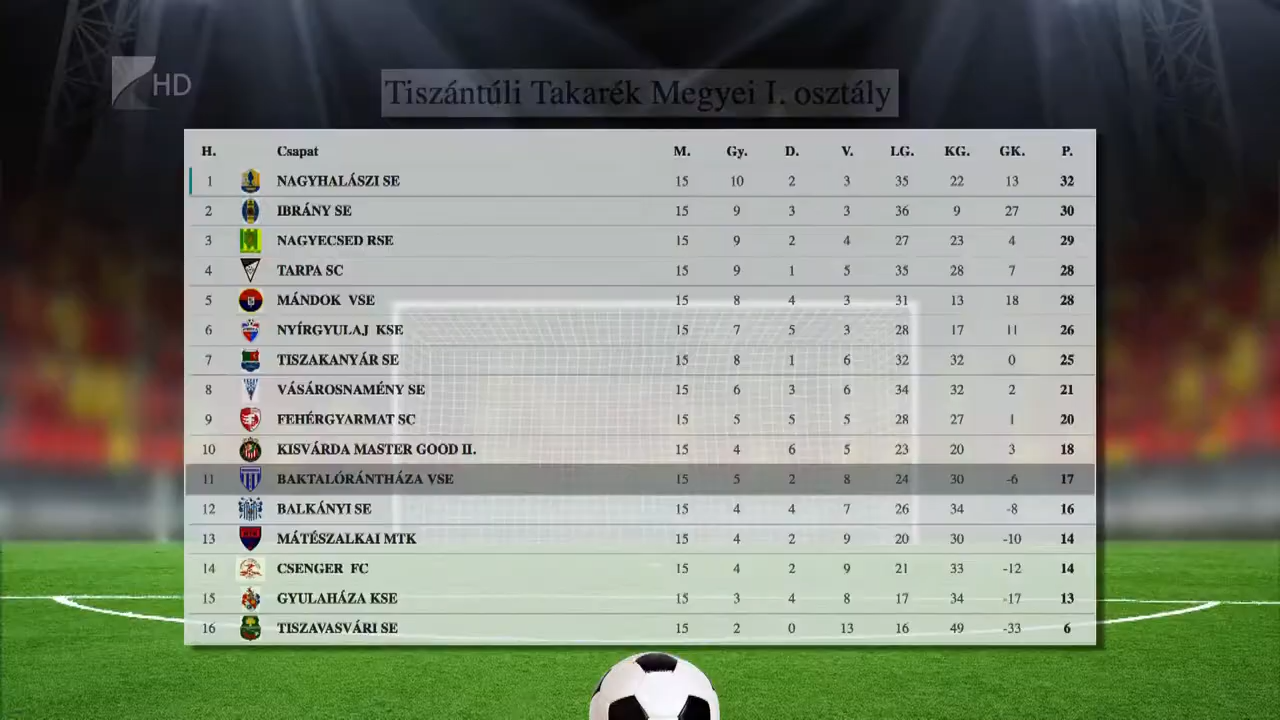 HD
Tiszántúli Takarék Megyei I. osztály
H. Csapat M. Gy. D. V. LG. KG. GK. P.
1 NAGYHALÁSZI SE 15 10 2 3 35 22 13 32
2 IBRÁNY SE 15 9 3 3 36 9 27 30
3 NAGYECSED RSE 15 9 2 4 27 23 4 29
4 TARPA SC 15 9 1 5 35 28 7 28
5 MÁNDOK VSE 15 8 4 3 31 13 18 28
6 NYÍRGYULAJ KSE 15 7 5 3 28 17 11 26
7 TISZAKANYÁR SE 15 8 1 6 32 32 0 25
8 VÁSÁROSNAMÉNY SE 15 6 3 6 34 32 2 21
9 FEHÉRGYARMAT SC 15 5 5 5 28 27 1 20
10 KISVÁRDA MASTER GOOD II. 15 4 6 5 23 20 3 18
11 BAKTALÓRÁNTHÁZA VSE 15 5 2 8 24 30 -6 17
12 BALKÁNYI SE 15 4 4 7 26 34 -8 16
13 MÁTÉSZALKAI MTK 15 4 2 9 20 30 -10 14
14 CSENGER FC 15 4 2 9 21 33 -12 14
15 GYULAHÁZA KSE 15 3 4 8 17 34 -17 13
16 TISZAVASVÁRI SE 15 2 0 13 16 49 -33 6